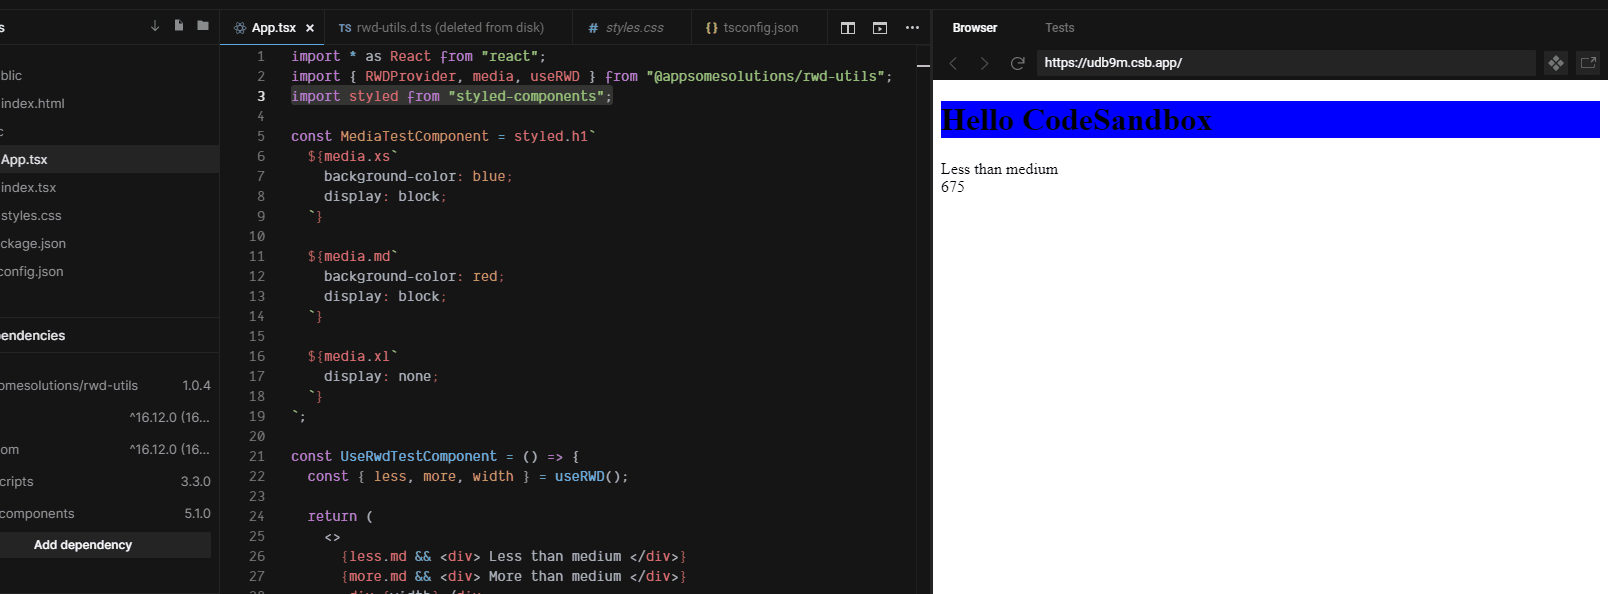 s
App.tsx
TS rwd-utils.d.ts (deleted from disk)
# styles.css
{} tsconfig.json
Browser
Tests
https://udb9m.csb.app/
blic
index.html
c
App.tsx
index.tsx
styles.css
ckage.json
config.json
endencies
omesolutions/rwd-utils 1.0.4
^16.12.0 (16...
om ^16.12.0 (16...
cripts 3.3.0
components 5.1.0
Add dependency
1 import * as React from "react";
2 import { RWDProvider, media, useRWD } from "@appsomesolutions/rwd-utils";
3 import styled from "styled-components";
4
5 const MediaTestComponent = styled.h1`
6 ${media.xs`
7 background-color: blue;
8 display: block;
9 `}
10
11 ${media.md`
12 background-color: red;
13 display: block;
14 `}
15
16 ${media.xl`
17 display: none;
18 `}
19 `;
20
21 const UseRwdTestComponent = () => {
22 const { less, more, width } = useRWD();
23
24 return (
25 <>
26 {less.md && <div> Less than medium </div>}
27 {more.md && <div> More than medium </div>}
Hello CodeSandbox
Less than medium
675